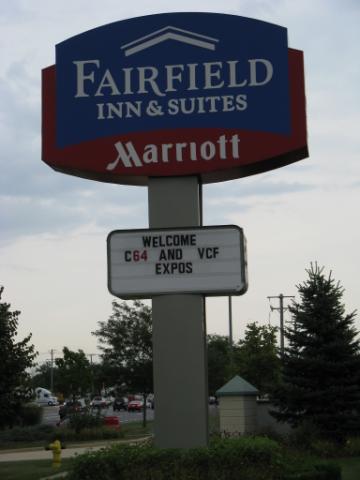 FAIRFIELD
INN & SUITES
Marriott
WELCOME
C64 AND VCF
EXPOS